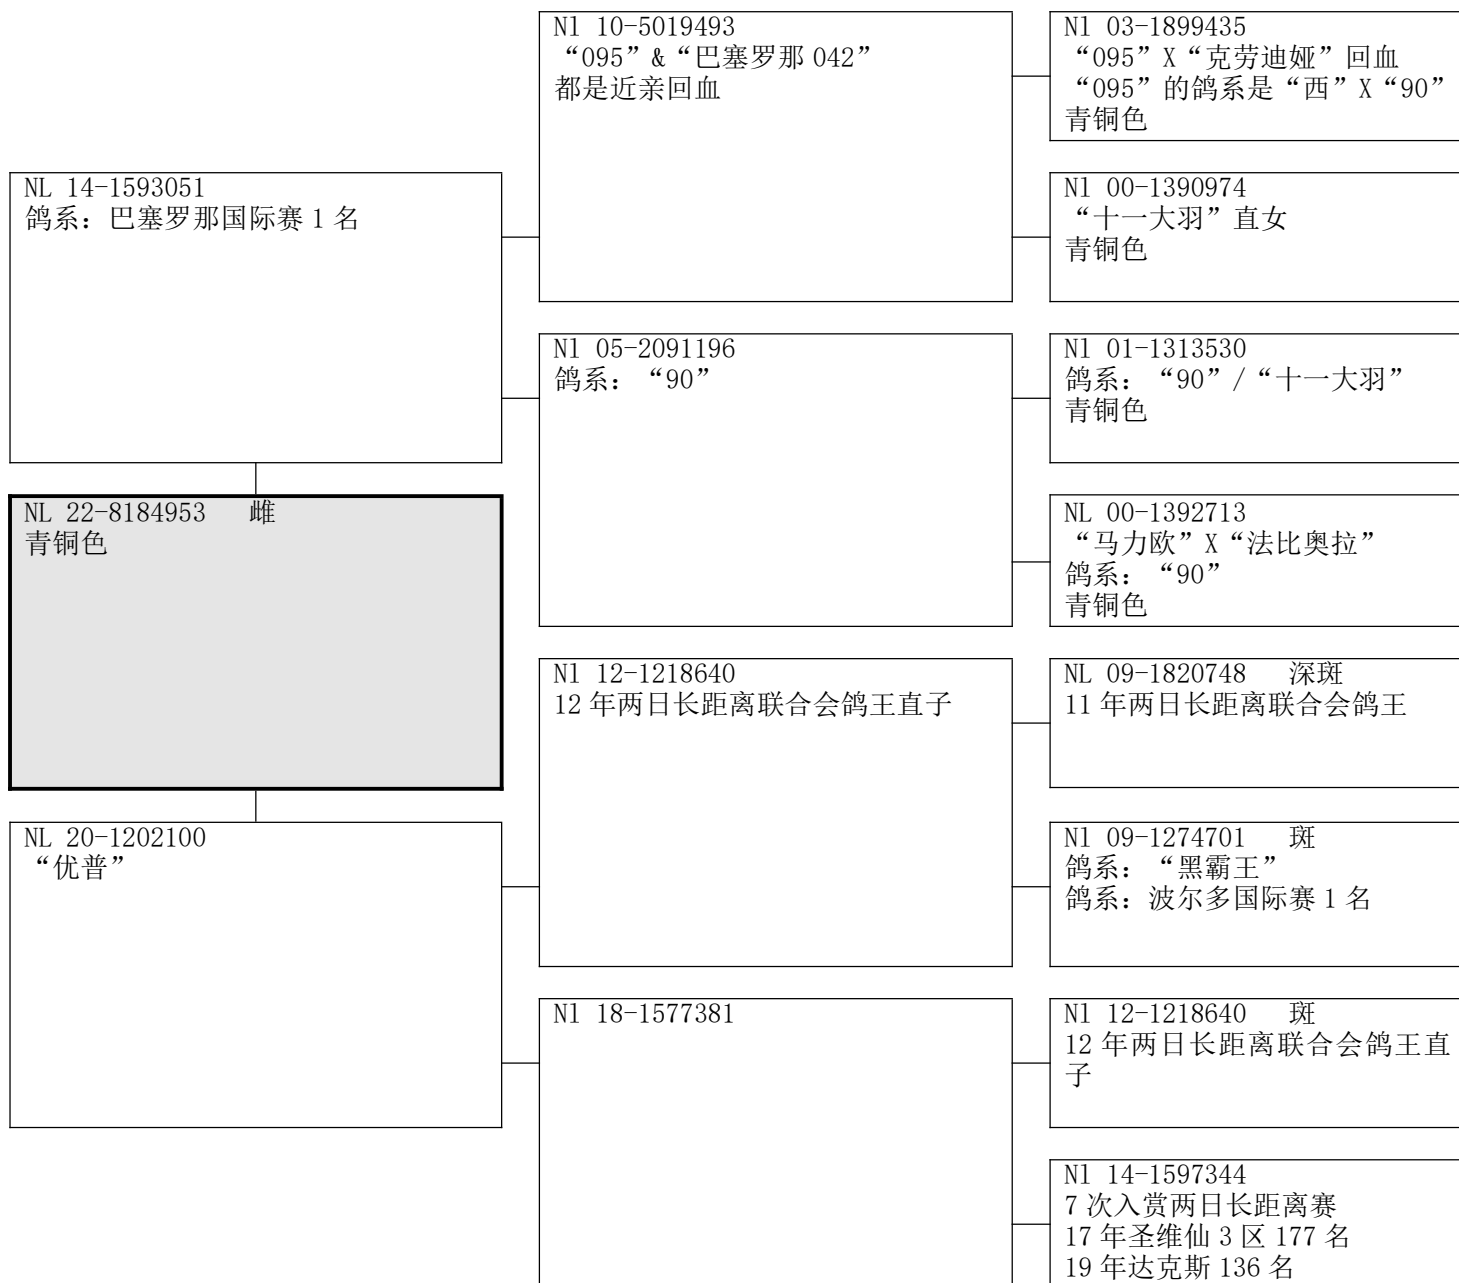 NL 14-1593051
鸽系：巴塞罗那国际赛 1 名
NL 22-8184953 雌
青铜色
NL 20-1202100
“优普”
Nl 10-5019493
“095”&“巴塞罗那 042”
都是近亲回血
Nl 05-2091196
鸽系：“90”
Nl 12-1218640
12 年两日长距离联合会鸽王直子
Nl 18-1577381
Nl 03-1899435
“095”X“克劳迪娅”回血
“095”的鸽系是“西”X“90”
青铜色
Nl 00-1390974
“十一大羽”直女
青铜色
Nl 01-1313530
鸽系：“90”/“十一大羽”
青铜色
NL 00-1392713
“马力欧”X“法比奥拉”
鸽系：“90”
青铜色
NL 09-1820748 深斑
11 年两日长距离联合会鸽王
Nl 09-1274701 斑
鸽系：“黑霸王”
鸽系：波尔多国际赛 1 名
Nl 12-1218640 斑
12 年两日长距离联合会鸽王直
子
Nl 14-1597344
7 次入赏两日长距离赛
17 年圣维仙 3 区 177 名
19 年达克斯 136 名